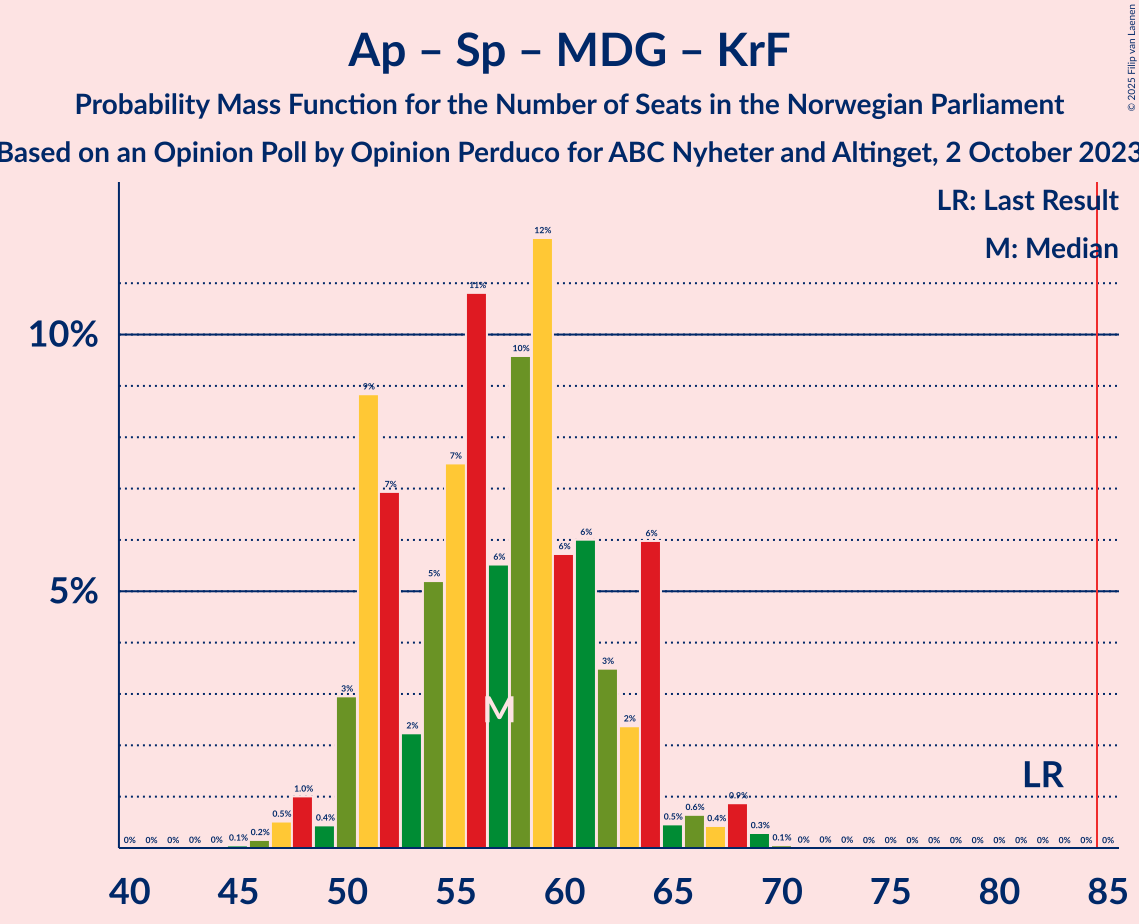 Ap – Sp – MDG – KrF
Probability Mass Function for the Number of Seats in the Norwegian Parliament
Based on an Opinion Poll by Opinion Perduco for ABC Nyheter and Altinget, 2 October 2023
© 2025 Filip van Laenen
LR: Last Result
M: Median
10%
5%
0% 0% 0% 0% 0% 0.1% 0.2% 0.5% 1.0% 0.4% 3% 9% 7% 2% 5% 7% 11% 6% 10% 12% 6% 6% 3% 2% 6% 0.5% 0.6% 0.4% 0.9% 0.3% 0.1% 0% 0% 0% 0% 0% 0% 0% 0% 0% 0% 0% 0% 0% 0% 0%
M
LR
40 45 50 55 60 65 70 75 80 85